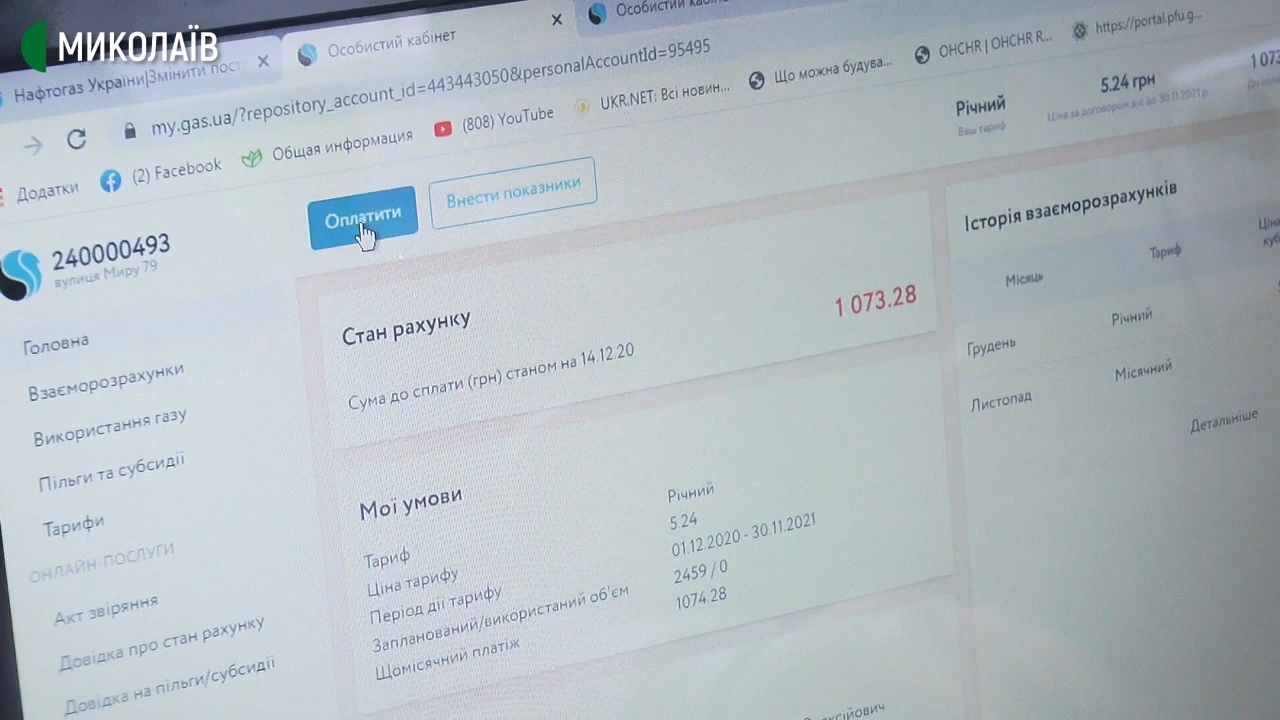 МИКОЛАЇВ
Нафтогаз України|Змінити пост
Особистий кабінет
Особистий кабін
my.gas.ua/?repository_account_id=443443050&personalAccountId=95495
Додатки
(2) Facebook
Общая информация
(808) YouTube
UKR.NET: Всі новин...
Що можна будува...
OHCHR | OHCHR R...
https://portal.pfu.g...
240000493
вулиця Миру 79
Оплатити
Внести показники
Річний
Ваш тариф
5.24 грн
Ціна за договором діє до 30.11.2021 р.
1 073
Головна
Взаєморозрахунки
Використання газу
Пільги та субсидії
Тарифи
ОНЛАЙН-ПОСЛУГИ
Акт звіряння
Довідка про стан рахунку
Довідка на пільги/субсидії
Стан рахунку
1 073.28
Сума до сплати (грн) станом на 14.12.20
Мої умови
Тариф
Річний
Ціна тарифу
5.24
Період дії тарифу
01.12.2020 - 30.11.2021
Запланований/використаний об'єм
2459 / 0
Щомісячний платіж
1074.28
Історія взаєморозрахунків
Місяць
Тариф
Грудень
Річний
Листопад
Місячний
Детальніше